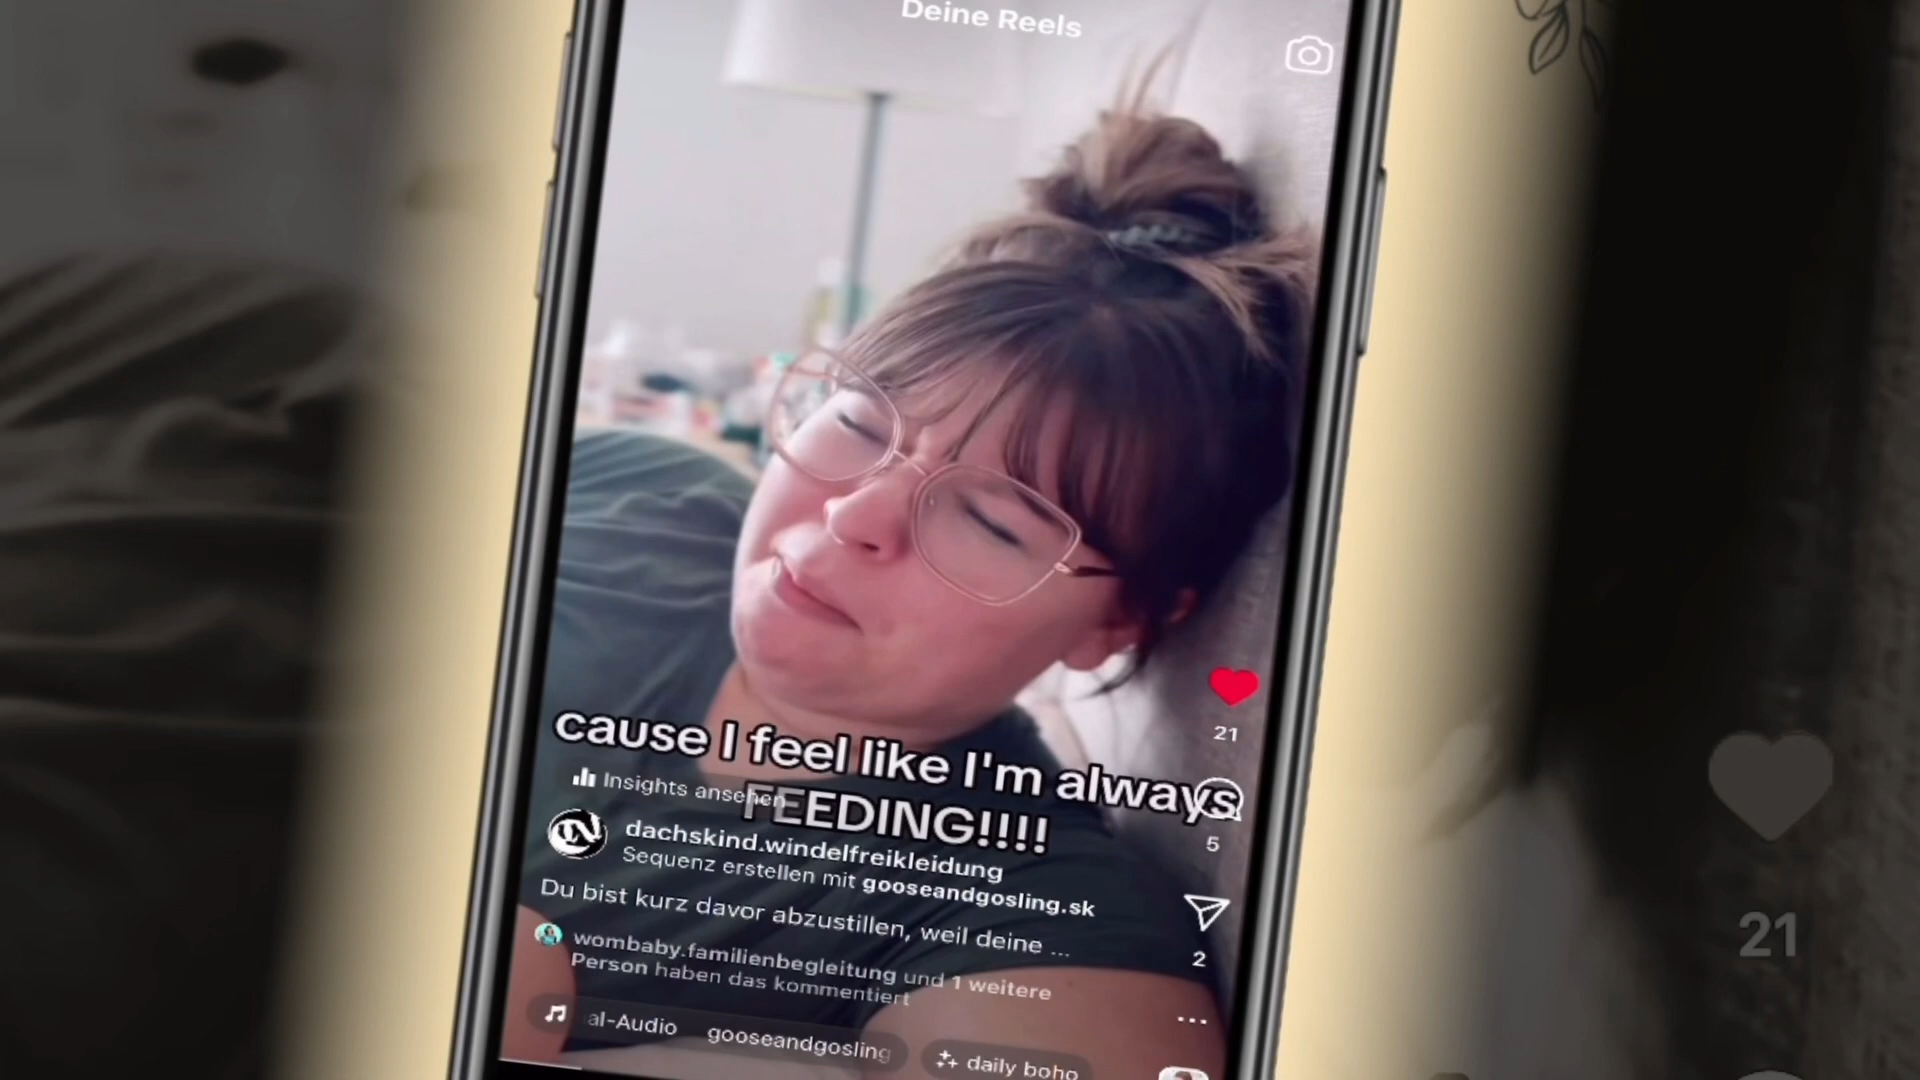 Deine Reels
cause I feel like I'm always
FEEDING!!!!
21
Insights ansehen
5
dachskind.windelfreikleidung
Sequenz erstellen mit gooseandgosling.sk
Du bist kurz davor abzustillen, weil deine ...
2
wombaby.familienbegleitung und 1 weitere
Person haben das kommentiert
al-Audio gooseandgosling
daily boho
21